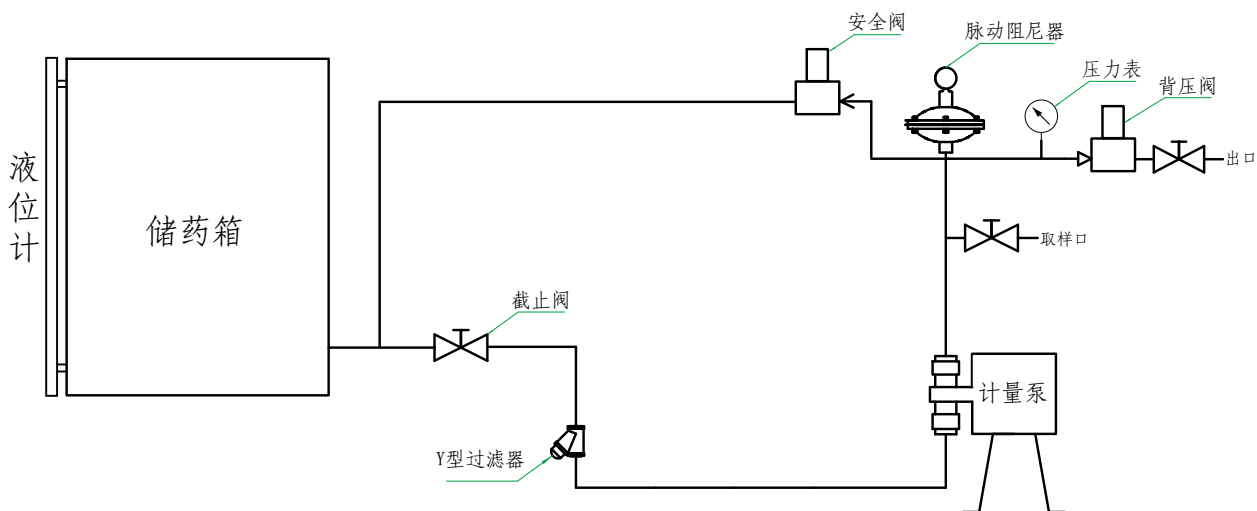 安全阀
脉动阻尼器
压力表
背压阀
出口
液位计
储药箱
取样口
截止阀
计量泵
Y型过滤器